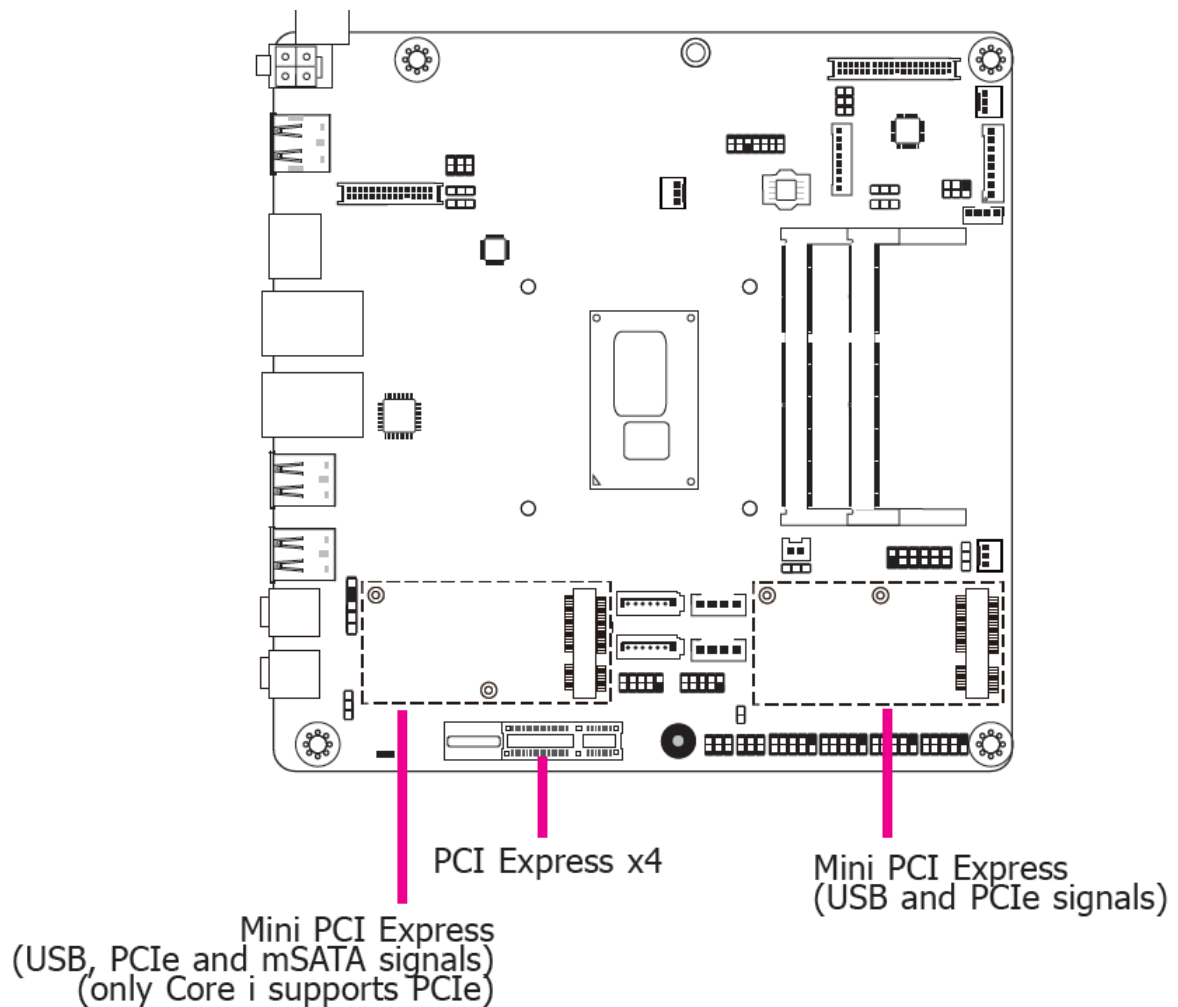 PCI Express x4
Mini PCI Express
(USB and PCIe signals)
Mini PCI Express
(USB, PCIe and mSATA signals)
(only Core i supports PCIe)